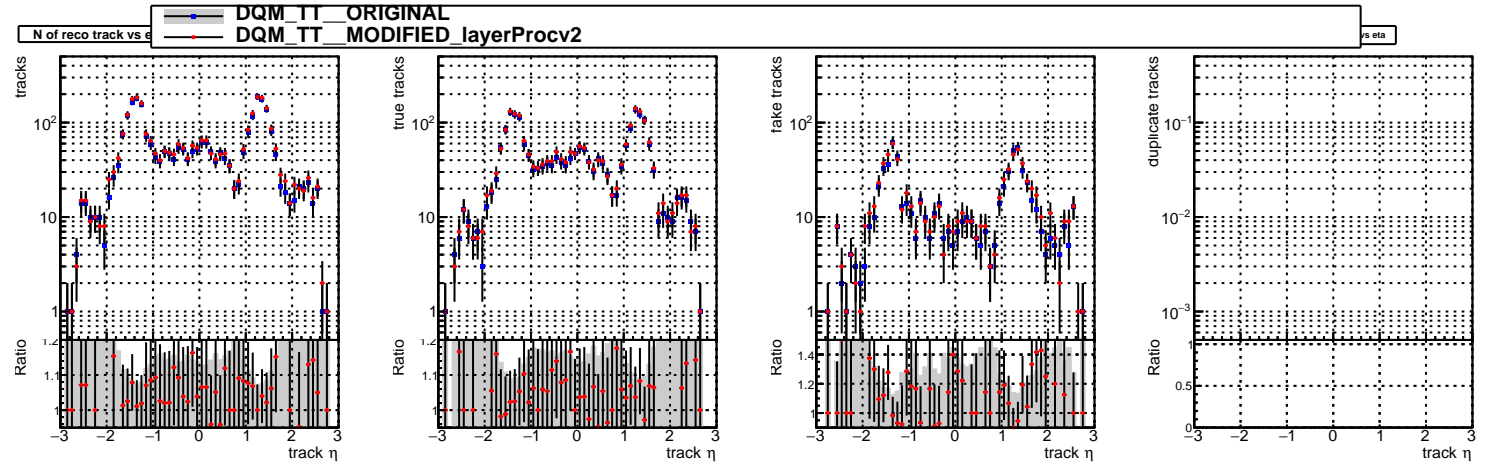 DQM_TT__ORIGINAL
DQM_TT__MODIFIED_layerProcv2
N of reco track vs e
vs eta
tracks
10²
10
1
Ratio
1.2
1.1
1
−3 −2 −1 0 1 2 3
track η
true tracks
10²
10
1
Ratio
1.2
1.1
1
−3 −2 −1 0 1 2 3
track η
fake tracks
10²
10
1
Ratio
1.4
1.2
1
−3 −2 −1 0 1 2 3
track η
duplicate tracks
10⁻¹
10⁻²
10⁻³
Ratio
1
0.5
0
−3 −2 −1 0 1 2 3
track η